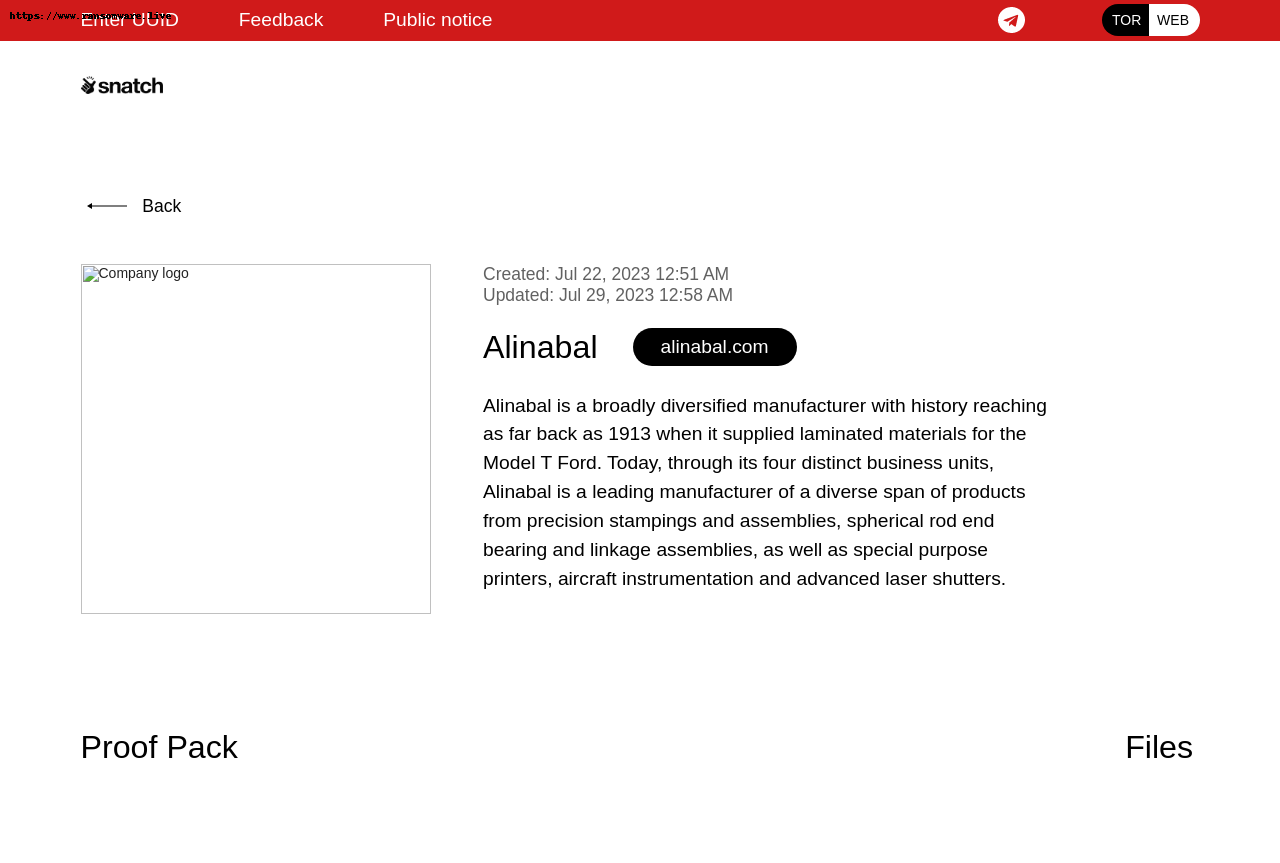 https://www.ransomware.live
Enter UUID
Feedback
Public notice
TOR
WEB
snatch
Back
Company logo
Created: Jul 22, 2023 12:51 AM
Updated: Jul 29, 2023 12:58 AM
Alinabal
alinabal.com
Alinabal is a broadly diversified manufacturer with history reaching
as far back as 1913 when it supplied laminated materials for the
Model T Ford. Today, through its four distinct business units,
Alinabal is a leading manufacturer of a diverse span of products
from precision stampings and assemblies, spherical rod end
bearing and linkage assemblies, as well as special purpose
printers, aircraft instrumentation and advanced laser shutters.
Proof Pack
Files